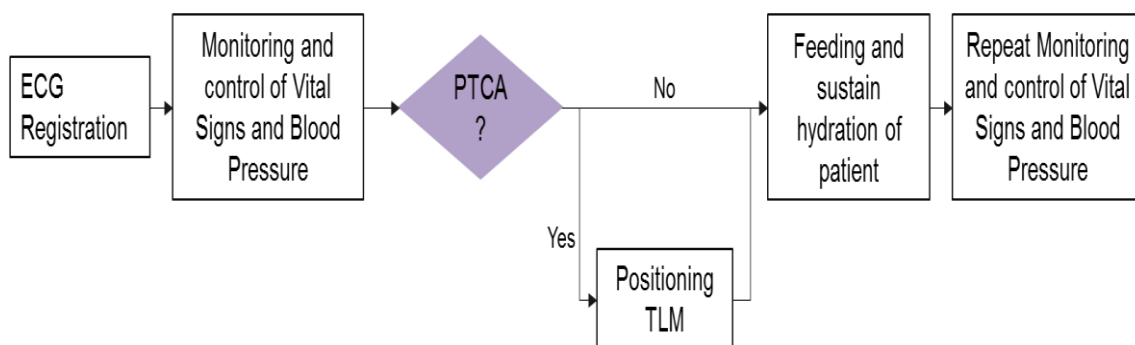 ECG
Registration
Monitoring and
control of Vital
Signs and Blood
Pressure
PTCA
?
No
Yes
Positioning
TLM
Feeding and
sustain
hydration of
patient
Repeat Monitoring
and control of Vital
Signs and Blood
Pressure